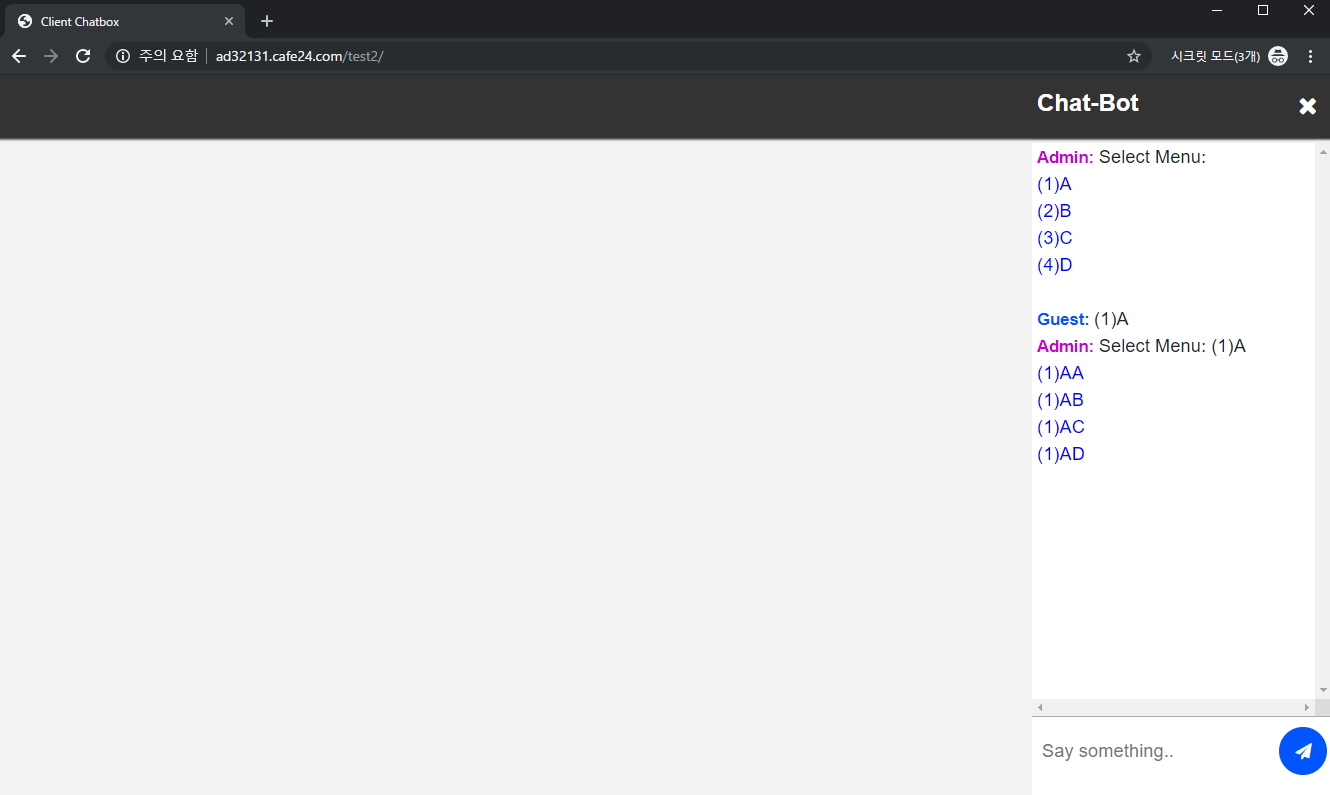 Client Chatbox
주의 요함 ad32131.cafe24.com/test2/ 시크릿 모드(3개)
Chat-Bot
Admin: Select Menu:
(1)A
(2)B
(3)C
(4)D
Guest: (1)A
Admin: Select Menu: (1)A
(1)AA
(1)AB
(1)AC
(1)AD
Say something..